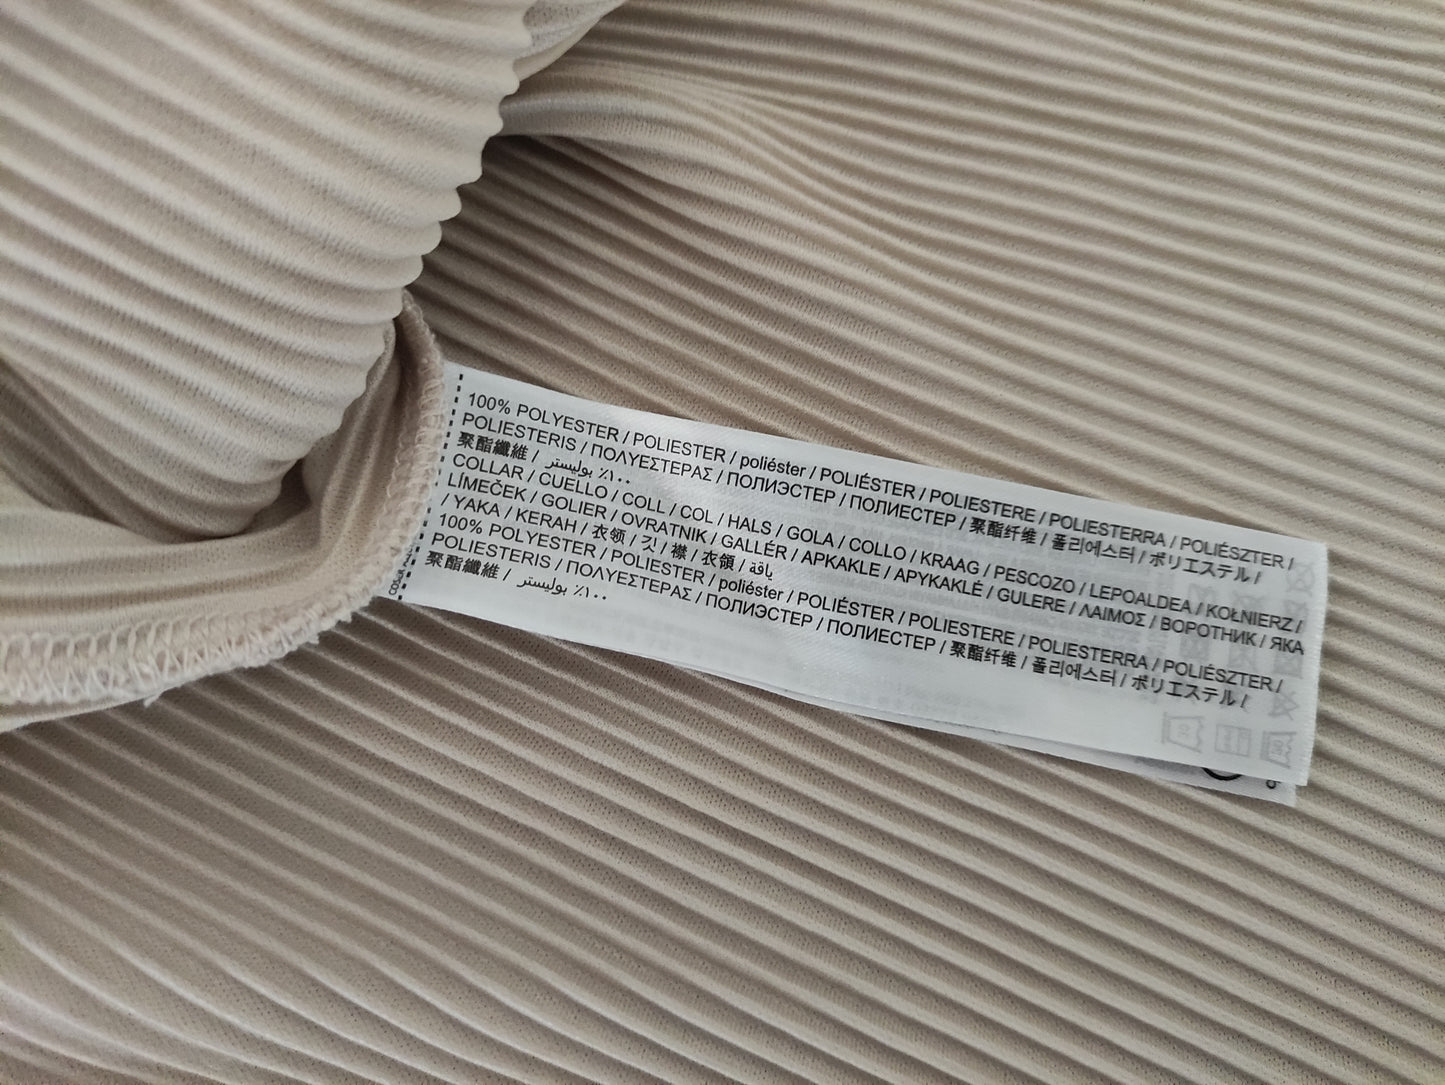 100% POLYESTER / POLIESTER / poliéster / POLIÉSTER / POLIESTERE / POLIESTERRA / POLIÉSZTER /
POLIESTERIS / ΠΟΛΥΕΣΤΕΡΑΣ / ПОЛИЭСТЕР / ПОЛИЕСТЕР / 聚酯纤维 / 폴리에스터 / ポリエステル /
聚酯纖維 / ١٠٠٪ بوليستر
COLLAR / CUELLO / COLL / COL / HALS / GOLA / COLLO / KRAAG / PESCOZO / LEPOALDEA / KOŁNIERZ /
LÍMEČEK / GOLIER / OVRATNIK / GALLÉR / APKAKLE / APYKAKLĖ / GULERE / ΛΑΙΜΟΣ / ВОРОТНИК / ЯКА
/ YAKA / KERAH / 衣领 / 깃 / 襟 / 衣領 / ياقة
100% POLYESTER / POLIESTER / poliéster / POLIÉSTER / POLIESTERE / POLIESTERRA / POLIÉSZTER /
POLIESTERIS / ΠΟΛΥΕΣΤΕΡΑΣ / ПОЛИЭСТЕР / ПОЛИЕСТЕР / 聚酯纤维 / 폴리에스터 / ポリエステル /
聚酯纖維 / ١٠٠٪ بوليستر